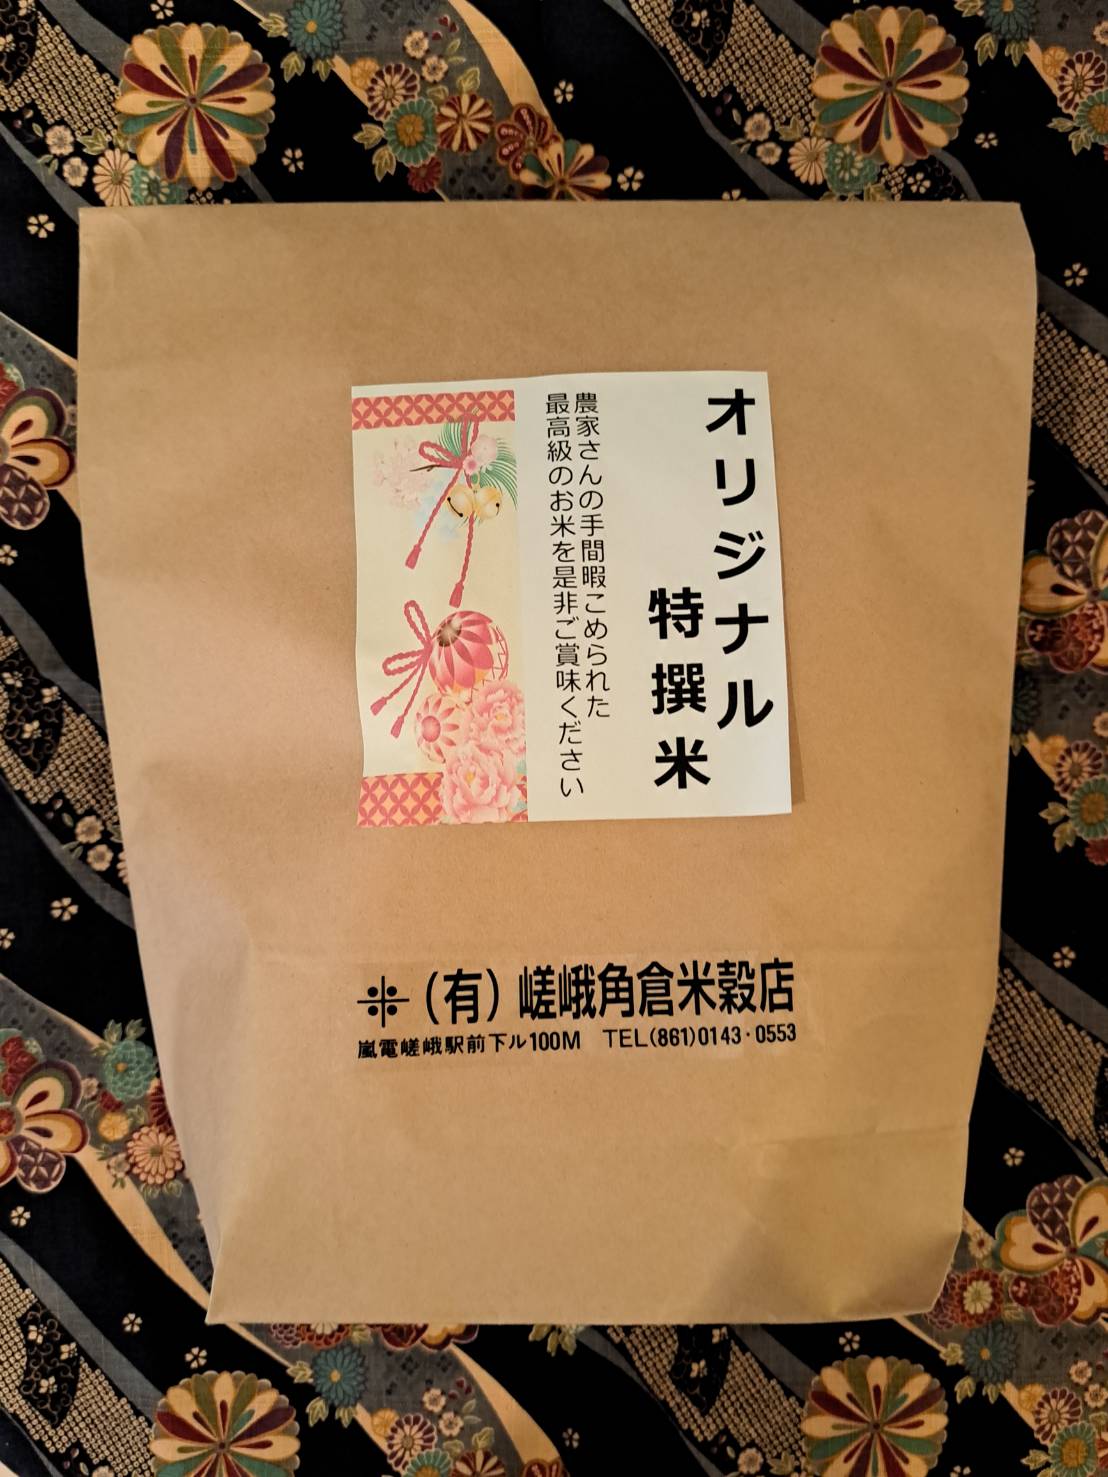 オリジナル
特撰米
農家さんの手間暇こめられた
最高級のお米を是非ご賞味ください
(有)嵯峨角倉米穀店
嵐電嵯峨駅前下ル100M TEL(861)0143・0553